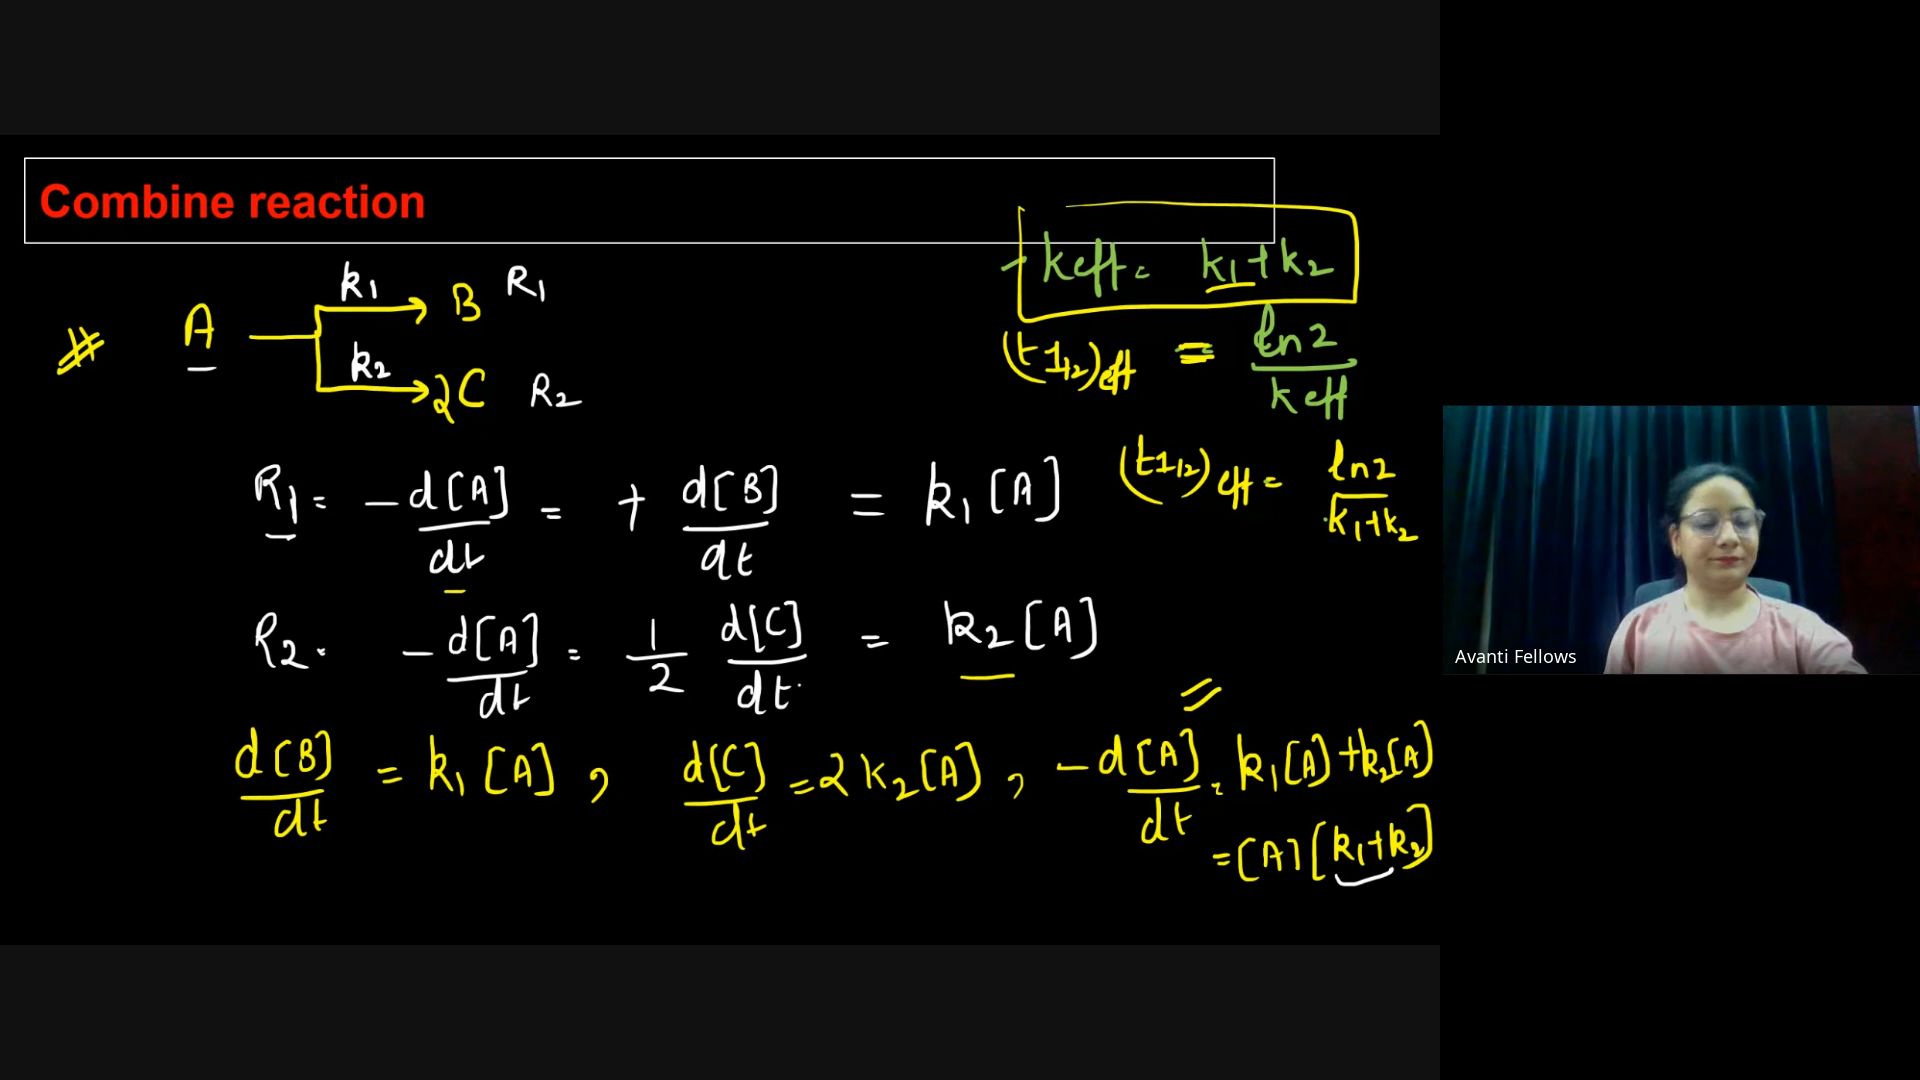 Combine reaction
keff = k1+k2
k1 B R1
# A
k2 2C R2
(t1/2)eff = ln2/keff
(t1/2)eff = ln2/k1+k2
R1 = -d[A]/dt = + d[B]/dt = k1[A]
R2 = -d[A]/dt = 1/2 d[C]/dt = k2[A]
d[B]/dt = k1[A], d[C]/dt = 2k2[A], -d[A]/dt = k1[A]+k2[A]
= [A][k1+k2]
Avanti Fellows